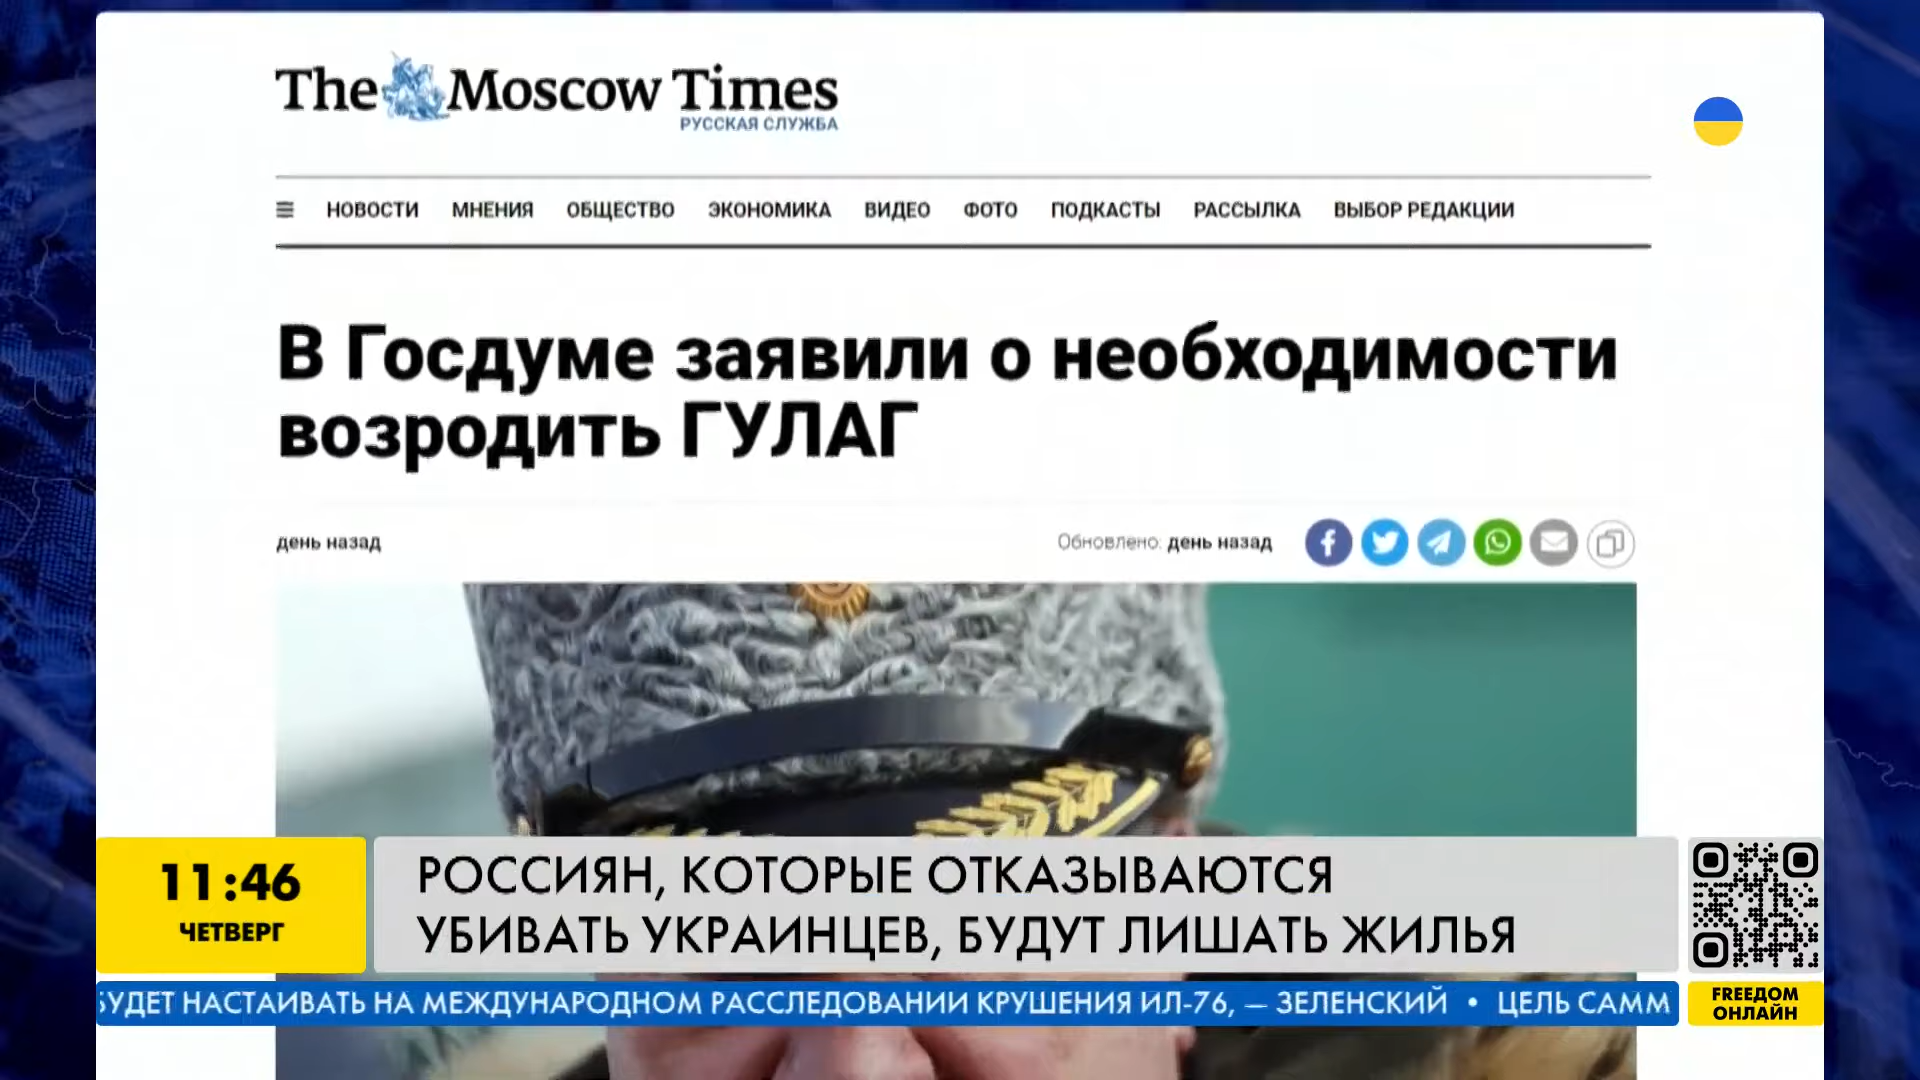 The Moscow Times
РУССКАЯ СЛУЖБА
НОВОСТИ МНЕНИЯ ОБЩЕСТВО ЭКОНОМИКА ВИДЕО ФОТО ПОДКАСТЫ РАССЫЛКА ВЫБОР РЕДАКЦИИ
В Госдуме заявили о необходимости
возродить ГУЛАГ
день назад
Обновлено: день назад
11:46
ЧЕТВЕРГ
РОССИЯН, КОТОРЫЕ ОТКАЗЫВАЮТСЯ
УБИВАТЬ УКРАИНЦЕВ, БУДУТ ЛИШАТЬ ЖИЛЬЯ
БУДЕТ НАСТАИВАТЬ НА МЕЖДУНАРОДНОМ РАССЛЕДОВАНИИ КРУШЕНИЯ ИЛ-76, — ЗЕЛЕНСКИЙ • ЦЕЛЬ САММ
FREEДОМ
ОНЛАЙН